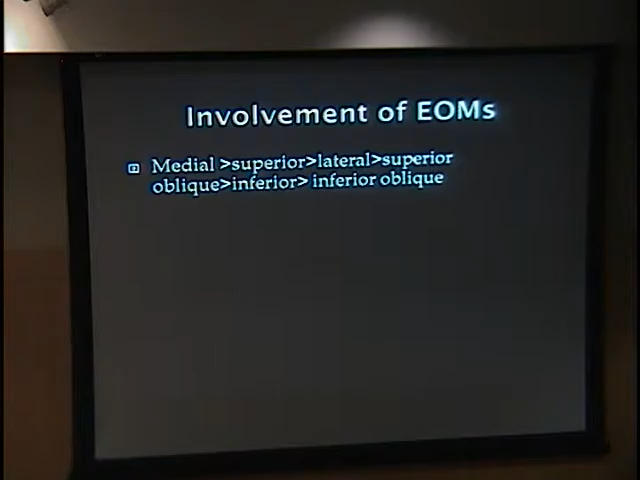 Involvement of EOMs
Medial >superior>lateral>superior
oblique>inferior> inferior oblique